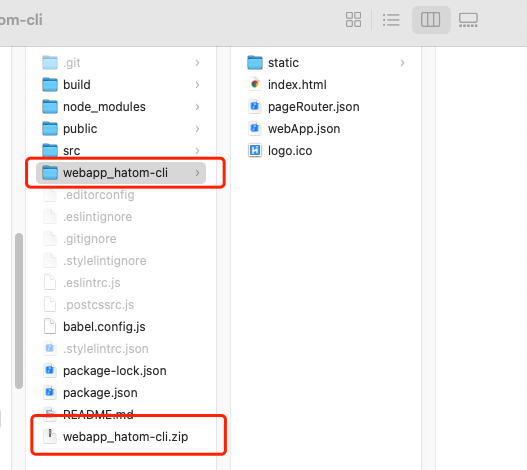 om-cli
.git
build
node_modules
public
src
webapp_hatom-cli
.editorconfig
.eslintignore
.gitignore
.stylelintignore
.eslintrc.js
.postcssrc.js
babel.config.js
.stylelintrc.json
package-lock.json
package.json
README.md
webapp_hatom-cli.zip
static
index.html
pageRouter.json
webApp.json
logo.ico